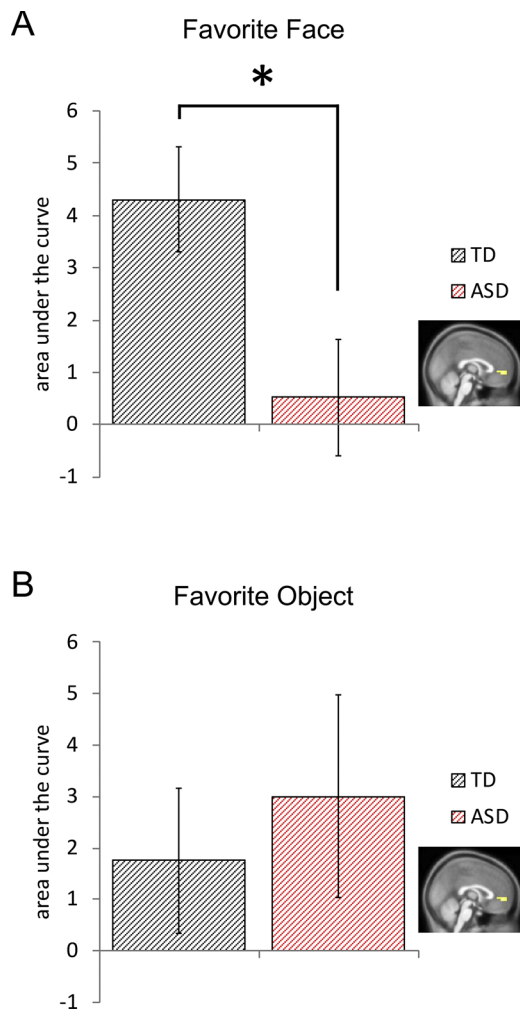 A
Favorite Face
*
6
5
4
3
2
1
0
-1
area under the curve
TD
ASD
B
Favorite Object
6
5
4
3
2
1
0
-1
area under the curve
TD
ASD